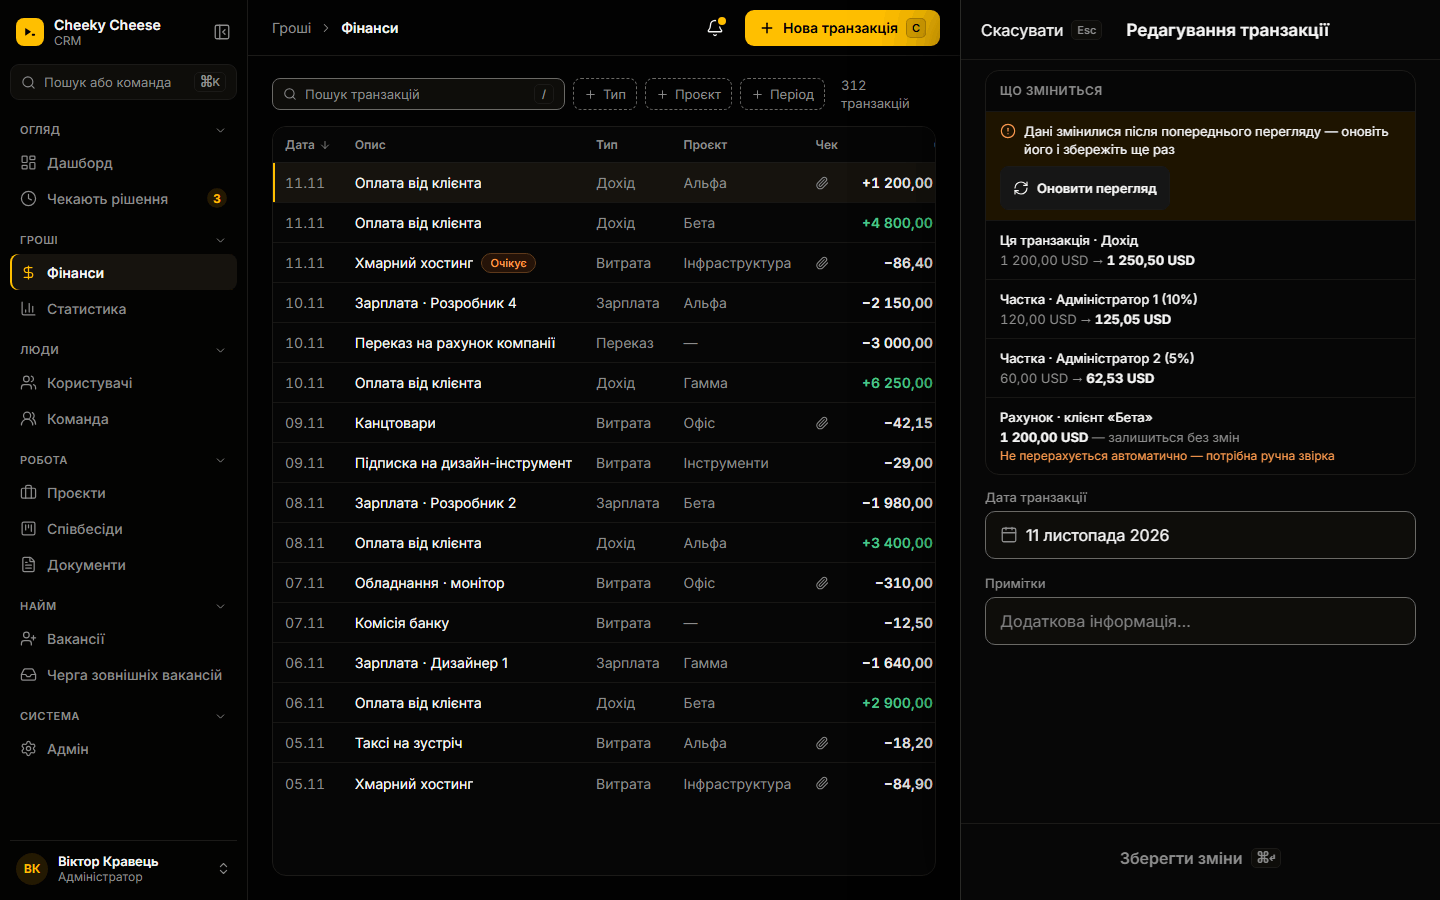 Cheeky Cheese
CRM
Пошук або команда ⌘K
ОГЛЯД
Дашборд
Чекають рішення 3
ГРОШІ
Фінанси
Статистика
ЛЮДИ
Користувачі
Команда
РОБОТА
Проєкти
Співбесіди
Документи
НАЙМ
Вакансії
Черга зовнішніх вакансій
СИСТЕМА
Адмін
ВК
Віктор Кравець
Адміністратор
Гроші > Фінанси
+ Нова транзакція C
Пошук транзакцій /
+ Тип
+ Проєкт
+ Період
312
транзакцій
Дата ↓ Опис Тип Проєкт Чек
11.11 Оплата від клієнта Дохід Альфа +1 200,00
11.11 Оплата від клієнта Дохід Бета +4 800,00
11.11 Хмарний хостинг Очікує Витрата Інфраструктура −86,40
10.11 Зарплата · Розробник 4 Зарплата Альфа −2 150,00
10.11 Переказ на рахунок компанії Переказ — −3 000,00
10.11 Оплата від клієнта Дохід Гамма +6 250,00
09.11 Канцтовари Витрата Офіс −42,15
09.11 Підписка на дизайн-інструмент Витрата Інструменти −29,00
08.11 Зарплата · Розробник 2 Зарплата Бета −1 980,00
08.11 Оплата від клієнта Дохід Альфа +3 400,00
07.11 Обладнання · монітор Витрата Офіс −310,00
07.11 Комісія банку Витрата — −12,50
06.11 Зарплата · Дизайнер 1 Зарплата Гамма −1 640,00
06.11 Оплата від клієнта Дохід Бета +2 900,00
05.11 Таксі на зустріч Витрата Альфа −18,20
05.11 Хмарний хостинг Витрата Інфраструктура −84,90
Скасувати Esc Редагування транзакції
ЩО ЗМІНИТЬСЯ
Дані змінилися після попереднього перегляду — оновіть
його і збережіть ще раз
Оновити перегляд
Ця транзакція · Дохід
1 200,00 USD → 1 250,50 USD
Частка · Адміністратор 1 (10%)
120,00 USD → 125,05 USD
Частка · Адміністратор 2 (5%)
60,00 USD → 62,53 USD
Рахунок · клієнт «Бета»
1 200,00 USD — залишиться без змін
Не перерахується автоматично — потрібна ручна звірка
Дата транзакції
11 листопада 2026
Примітки
Додаткова інформація...
Зберегти зміни ⌘↵